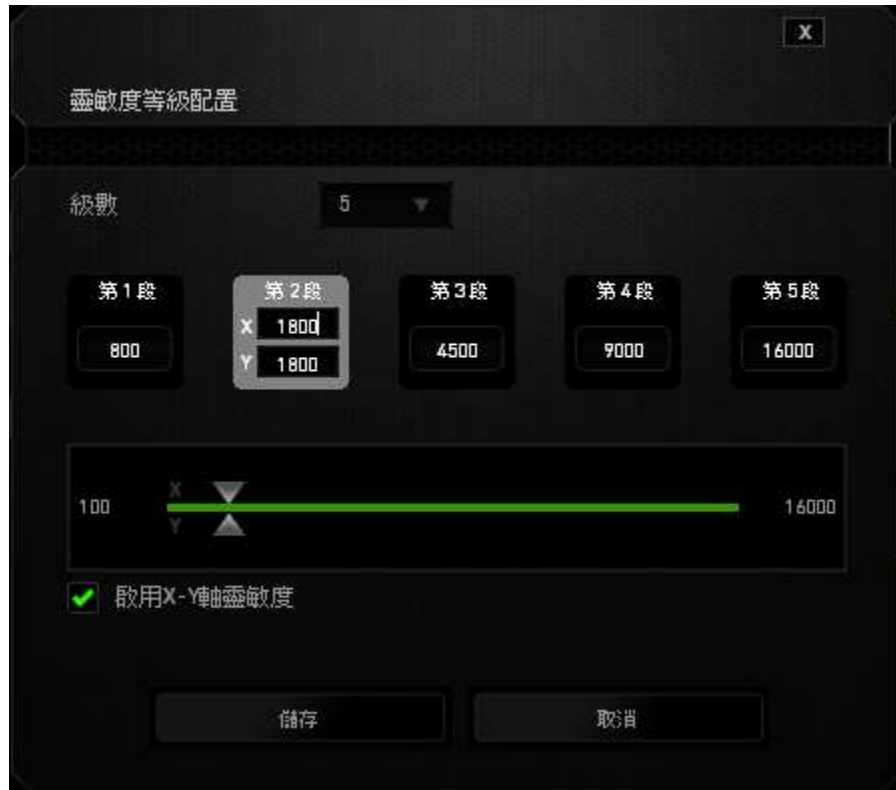 X
靈敏度等級配置
級數 5
第1段 第2段 第3段 第4段 第5段
X 1800
800 4500 9000 16000
Y 1800
X
100 16000
Y
啟用X-Y軸靈敏度
儲存 取消